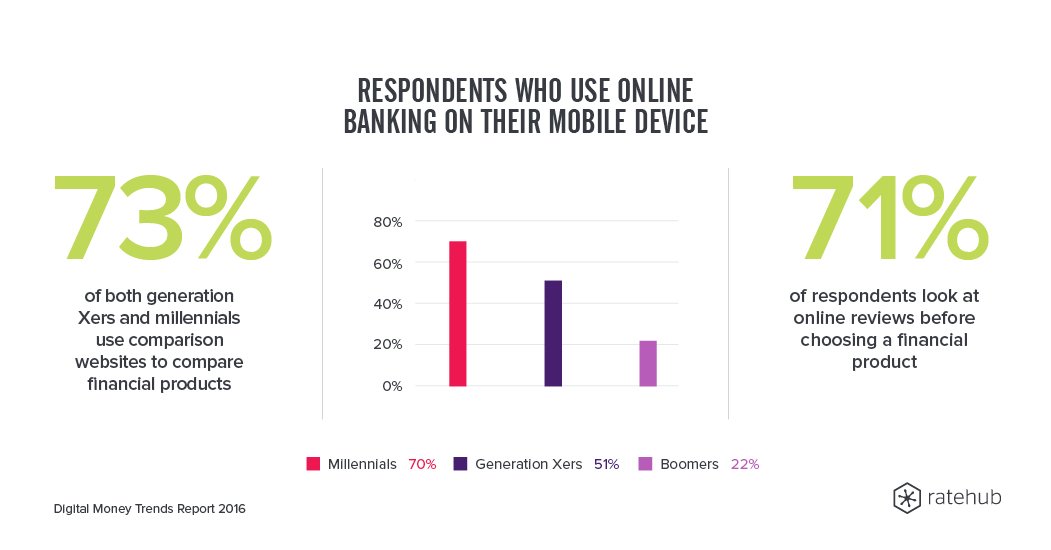 RESPONDENTS WHO USE ONLINE
BANKING ON THEIR MOBILE DEVICE
73%
of both generation
Xers and millennials
use comparison
websites to compare
financial products
80%
60%
40%
20%
0%
71%
of respondents look at
online reviews before
choosing a financial
product
Millennials 70% Generation Xers 51% Boomers 22%
Digital Money Trends Report 2016
ratehub